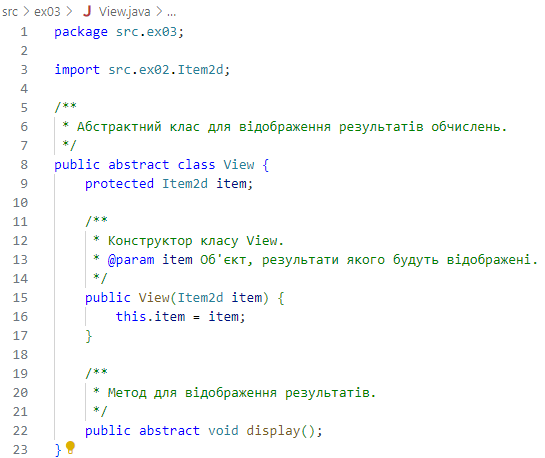 src > ex03 > J View.java > ...
1 package src.ex03;
2
3 import src.ex02.Item2d;
4
5 /**
6  * Абстрактний клас для відображення результатів обчислень.
7  */
8 public abstract class View {
9     protected Item2d item;
10
11     /**
12      * Конструктор класу View.
13      * @param item Об'єкт, результати якого будуть відображені.
14      */
15     public View(Item2d item) {
16         this.item = item;
17     }
18
19     /**
20      * Метод для відображення результатів.
21      */
22     public abstract void display();
23 }